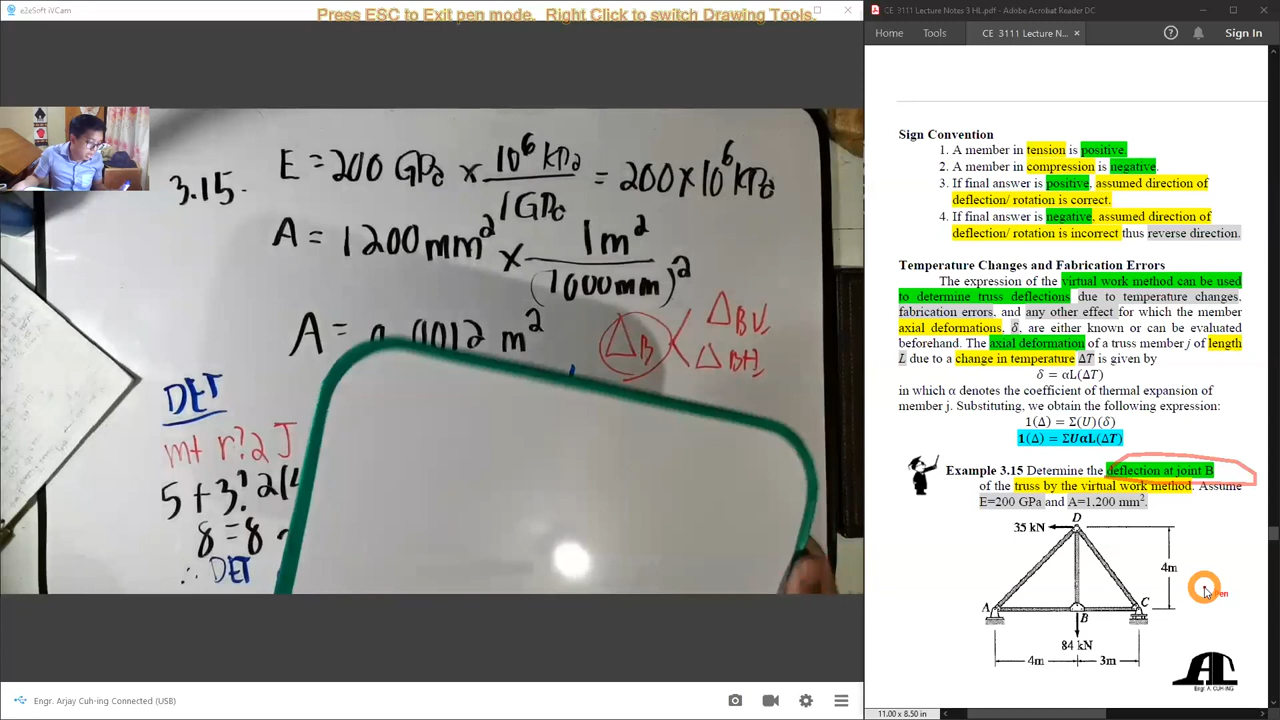 e2eSoft iVCam
Press ESC to Exit pen mode. Right Click to switch Drawing Tools.
3.15.
E = 200 GPa × 10^6 kPa / 1 GPa = 200×10^6 kPa
A = 1200 mm² × 1 m² / (1000mm)²
A = 0.0012 m²
ΔB < ΔBV
ΔBH
DET
m+ r ? 2 J
5 + 3 ? 2(4
8 = 8
∴ DET
Engr. Arjay Cuh-ing Connected (USB)
CE 3111 Lecture Notes 3 HL.pdf - Adobe Acrobat Reader DC
Home Tools CE 3111 Lecture N... × Sign In
Sign Convention
1. A member in tension is positive.
2. A member in compression is negative.
3. If final answer is positive, assumed direction of
deflection/ rotation is correct.
4. If final answer is negative, assumed direction of
deflection/ rotation is incorrect thus reverse direction.
Temperature Changes and Fabrication Errors
The expression of the virtual work method can be used
to determine truss deflections due to temperature changes,
fabrication errors, and any other effect for which the member
axial deformations, δ, are either known or can be evaluated
beforehand. The axial deformation of a truss member j of length
L due to a change in temperature ΔT is given by
δ = αL(ΔT)
in which α denotes the coefficient of thermal expansion of
member j. Substituting, we obtain the following expression:
1(Δ) = Σ(U)(δ)
1(Δ) = ΣUαL(ΔT)
Example 3.15 Determine the deflection at joint B
of the truss by the virtual work method. Assume
E=200 GPa and A=1,200 mm².
D
35 kN
4m
Pen
A
C
B
84 kN
4m 3m
Engr. A. CUH-ING
11.00 x 8.50 in